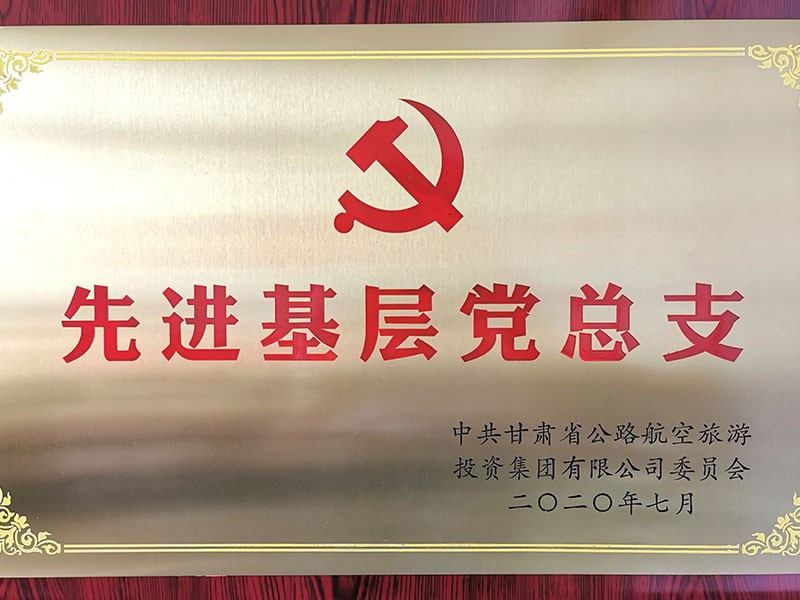 先进基层党总支
中共甘肃省公路航空旅游
投资集团有限公司委员会
二〇二〇年七月